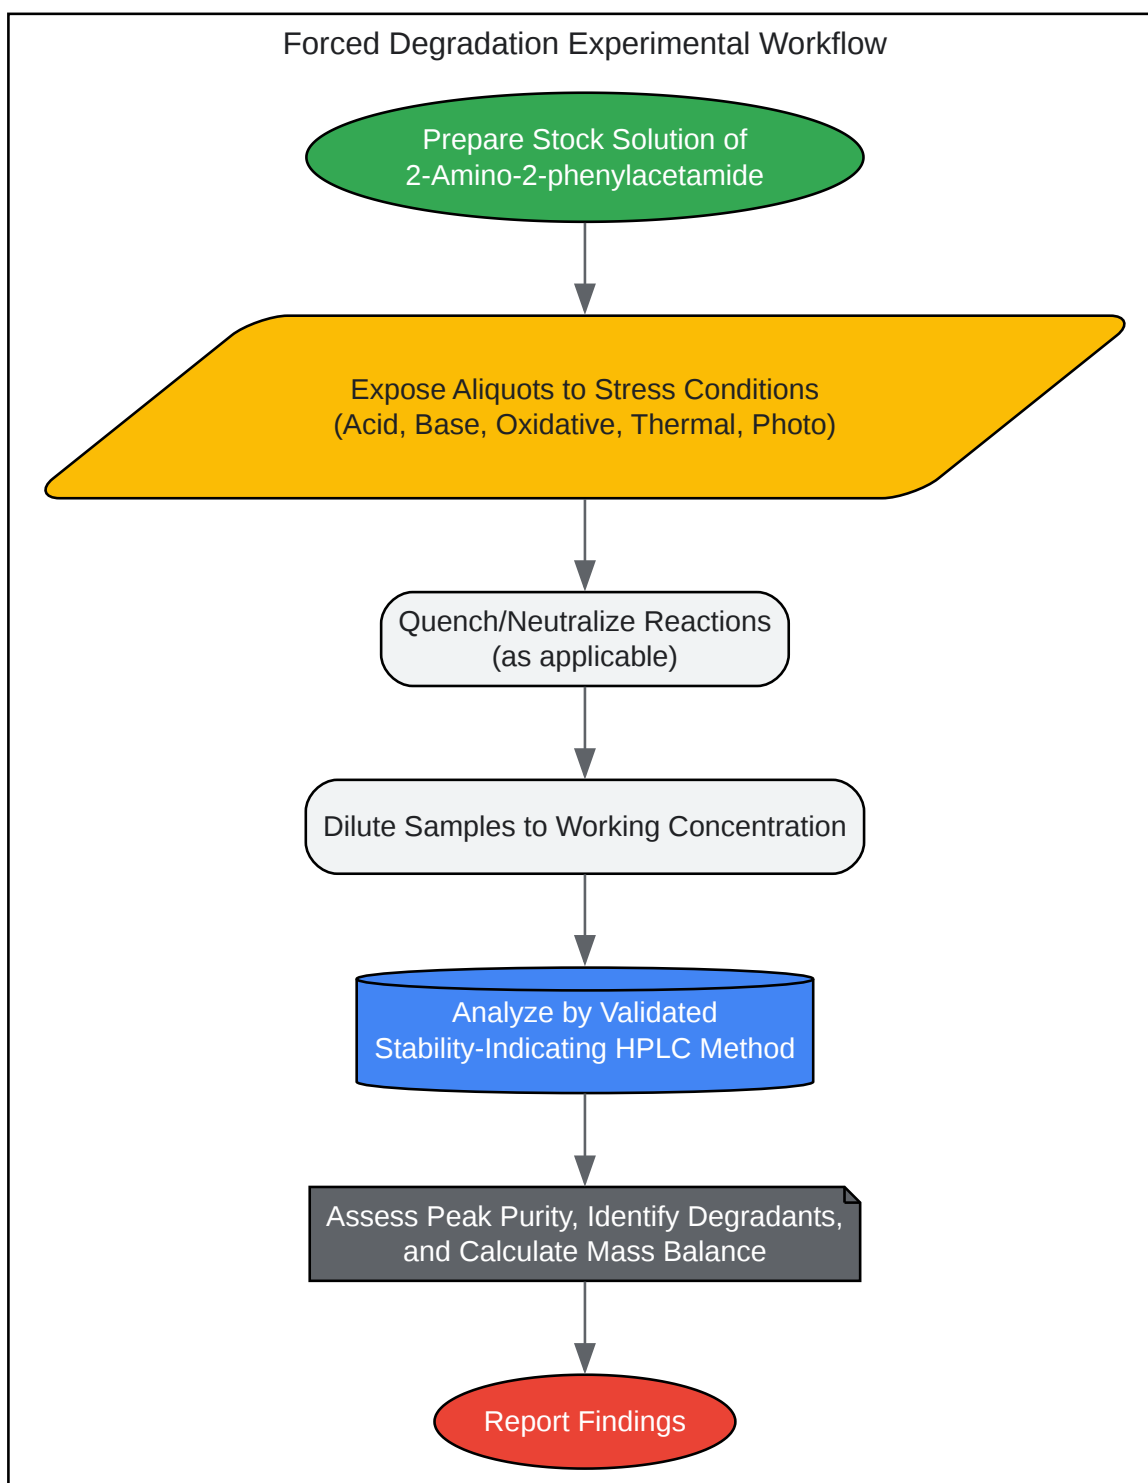 Forced Degradation Experimental Workflow
Prepare Stock Solution of
2-Amino-2-phenylacetamide
Expose Aliquots to Stress Conditions
(Acid, Base, Oxidative, Thermal, Photo)
Quench/Neutralize Reactions
(as applicable)
Dilute Samples to Working Concentration
Analyze by Validated
Stability-Indicating HPLC Method
Assess Peak Purity, Identify Degradants,
and Calculate Mass Balance
Report Findings